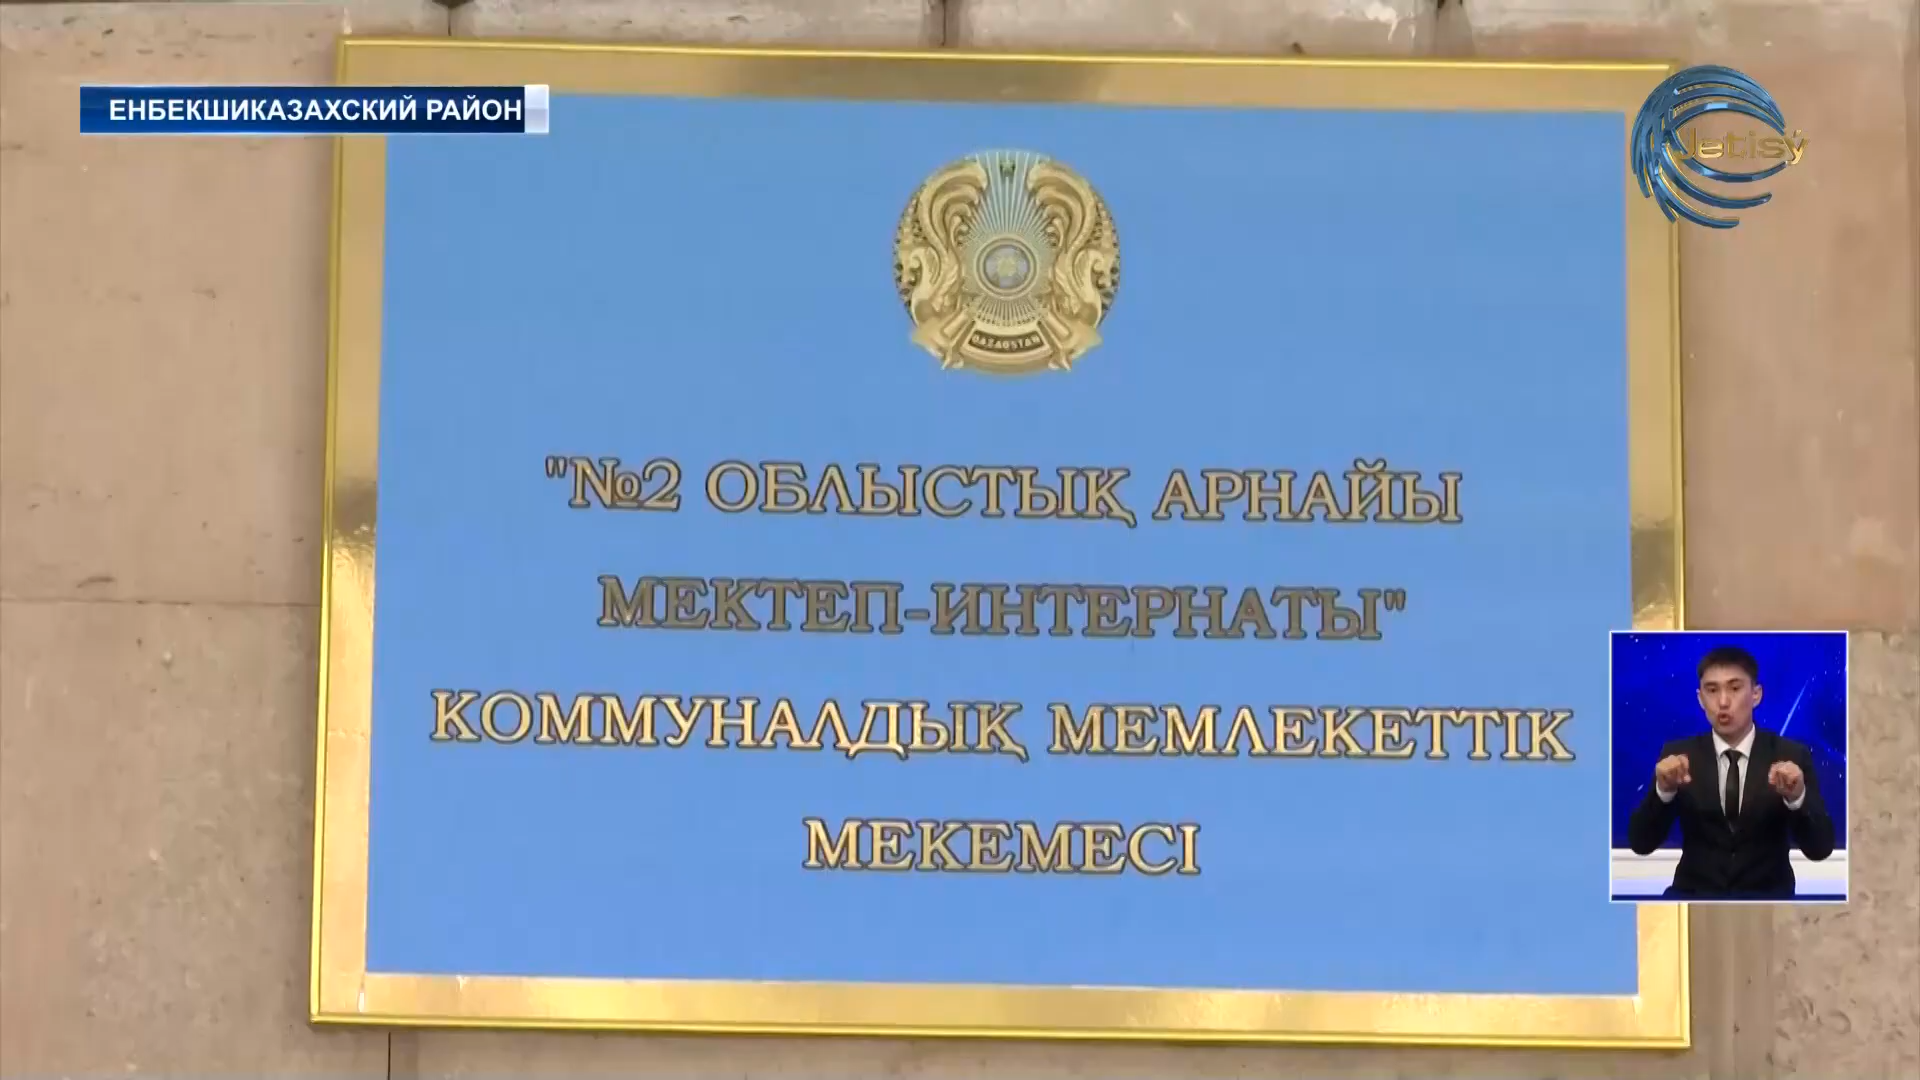 ЕНБЕКШИКАЗАХСКИЙ РАЙОН
Jetisý
QAZAQSTAN
"№2 ОБЛЫСТЫҚ АРНАЙЫ
МЕКТЕП-ИНТЕРНАТЫ"
КОММУНАЛДЫҚ МЕМЛЕКЕТТІК
МЕКЕМЕСІ